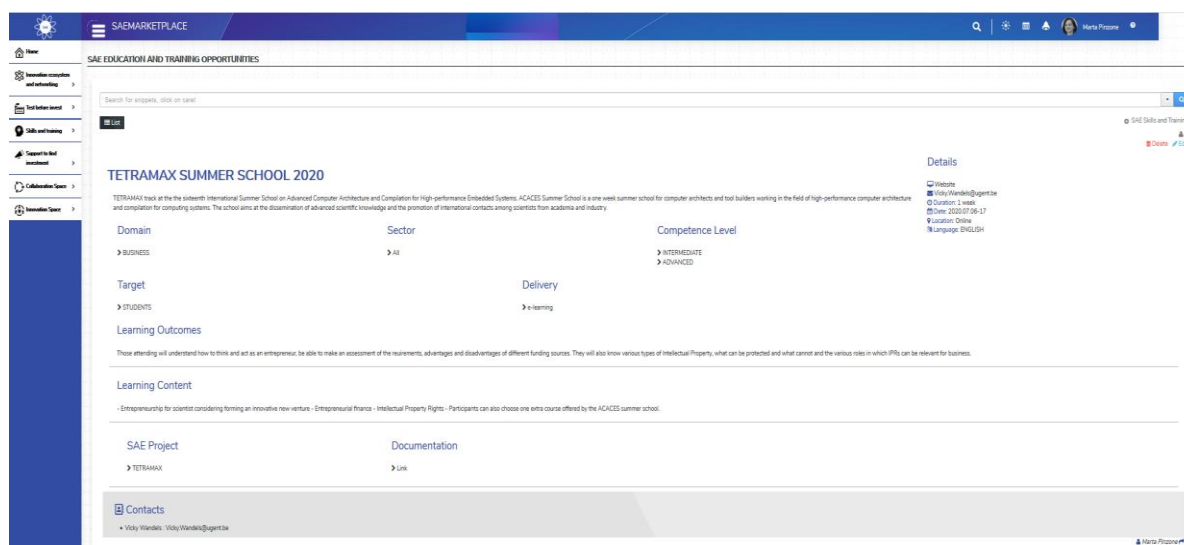 SAEMARKETPLACE
Marta Pinzone
Home
Innovation ecosystem
and networking
Test before invest
Skills and training
Support to find
investment
Collaboration Space
Innovation Space
SAE EDUCATION AND TRAINING OPPORTUNITIES
Search for snippets, click on save!
List
SAE Skills and Trainin
Delete
TETRAMAX SUMMER SCHOOL 2020
TETRAMAX track at the the sixteenth International Summer School on Advanced Computer Architecture and Compilation for High-performance Embedded Systems. ACACES Summer School is a one week summer school for computer architects and tool builders working in the field of high-performance computer architecture
and compilation for computing systems. The school aims at the dissemination of advanced scientific knowledge and the promotion of international contacts among scientists from academia and industry.
Details
Website
Vicky.Wandels@ugent.be
Duration: 1 week
Date: 2020.07.06-17
Location: Online
Language: ENGLISH
Domain
Sector
Competence Level
BUSINESS
All
INTERMEDIATE
ADVANCED
Target
Delivery
STUDENTS
e-learning
Learning Outcomes
Those attending will understand how to think and act as an entrepreneur, be able to make an assessment of the reuirements, advantages and disadvantages of different funding sources. They will also know various types of Intellectual Property, what can be protected and what cannot and the various roles in which IPRs can be relevant for business.
Learning Content
- Entrepreneurship for scientist considering forming an innovative new venture - Entrepreneurial finance - Intellectual Property Rights - Participants can also choose one extra course offered by the ACACES summer school.
SAE Project
Documentation
TETRAMAX
Link
Contacts
Vicky Wandels : Vicky.Wandels@ugent.be
Marta Pinzone